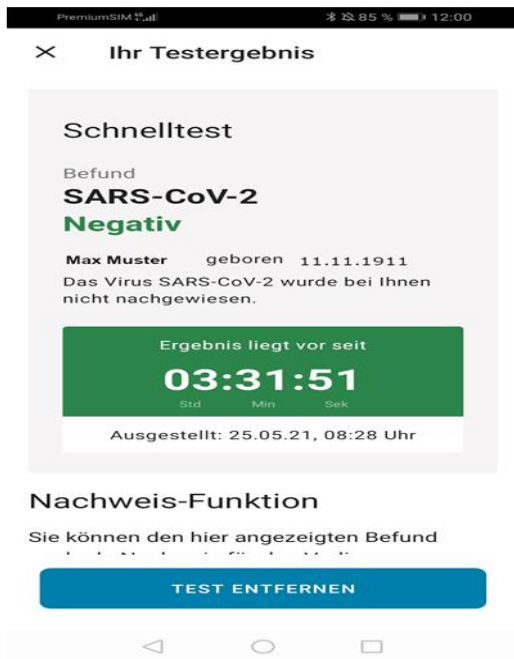 PremiumSIM 85 % 12:00
Ihr Testergebnis
Schnelltest
Befund
SARS-CoV-2
Negativ
Max Muster geboren 11.11.1911
Das Virus SARS-CoV-2 wurde bei Ihnen
nicht nachgewiesen.
Ergebnis liegt vor seit
03:31:51
Std Min Sek
Ausgestellt: 25.05.21, 08:28 Uhr
Nachweis-Funktion
Sie können den hier angezeigten Befund
TEST ENTFERNEN